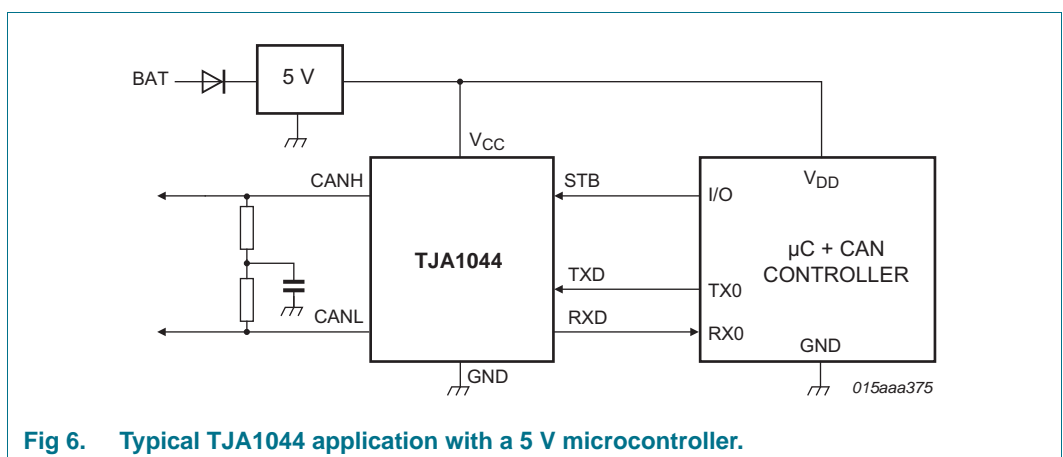 BAT
5 V
VCC
CANH
STB
I/O
VDD
TJA1044
µC + CAN
CONTROLLER
TXD
TX0
CANL
RXD
RX0
GND
GND
015aaa375
Fig 6. Typical TJA1044 application with a 5 V microcontroller.